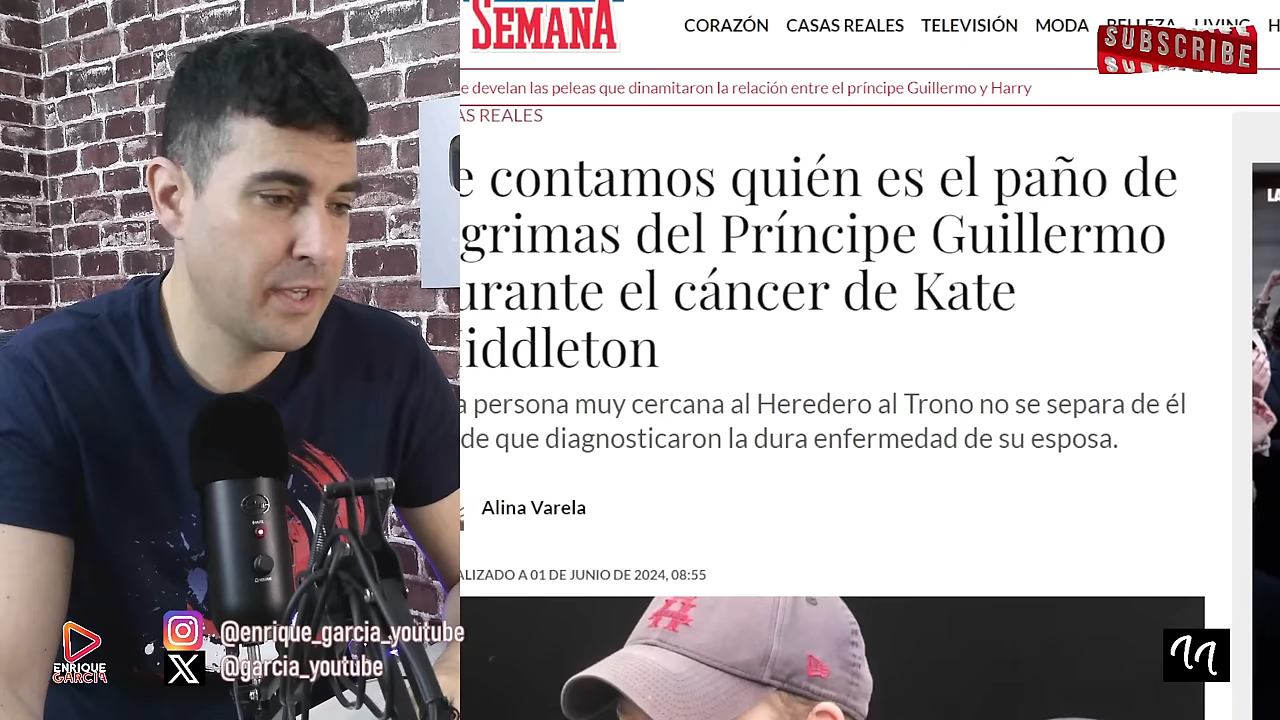 SEMANA
CORAZÓN CASAS REALES TELEVISIÓN MODA BELLEZA LIVING H
SUBSCRIBE
e develan las peleas que dinamitaron la relación entre el príncipe Guillermo y Harry
AS REALES
e contamos quién es el paño de
grimas del Príncipe Guillermo
urante el cáncer de Kate
iddleton
a persona muy cercana al Heredero al Trono no se separa de él
de que diagnosticaron la dura enfermedad de su esposa.
Alina Varela
ALIZADO A 01 DE JUNIO DE 2024, 08:55
ENRIQUE
GARCIA
@enrique_garcia_youtube
@garcia_youtube